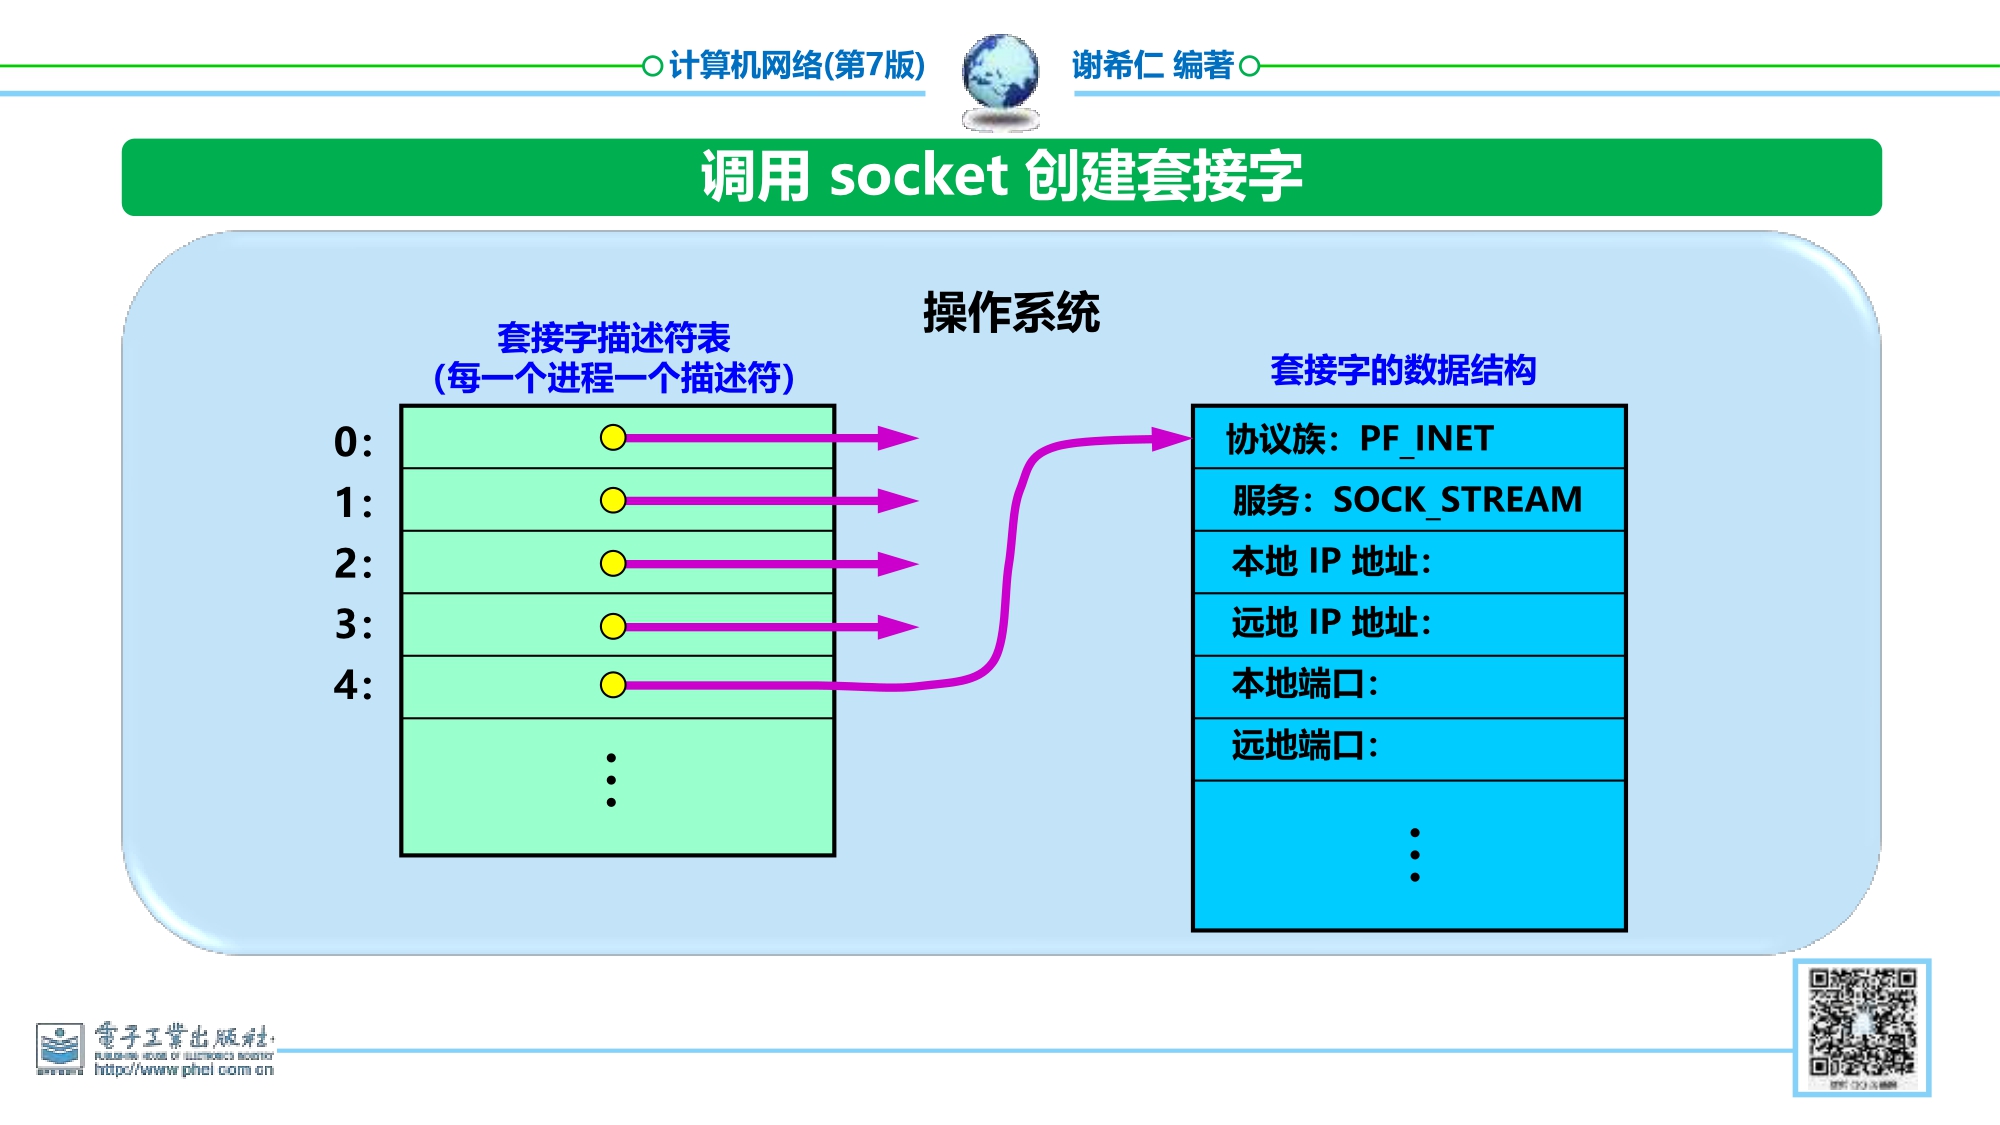 计算机网络(第7版)
谢希仁 编著
调用 socket 创建套接字
操作系统
套接字描述符表
(每一个进程一个描述符)
0:
1:
2:
3:
4:
套接字的数据结构
协议族：PF_INET
服务：SOCK_STREAM
本地 IP 地址：
远地 IP 地址：
本地端口：
远地端口：
電子工業出版社
PUBLISHING HOUSE OF ELECTRONICS INDUSTRY
http://www.phei.com.cn